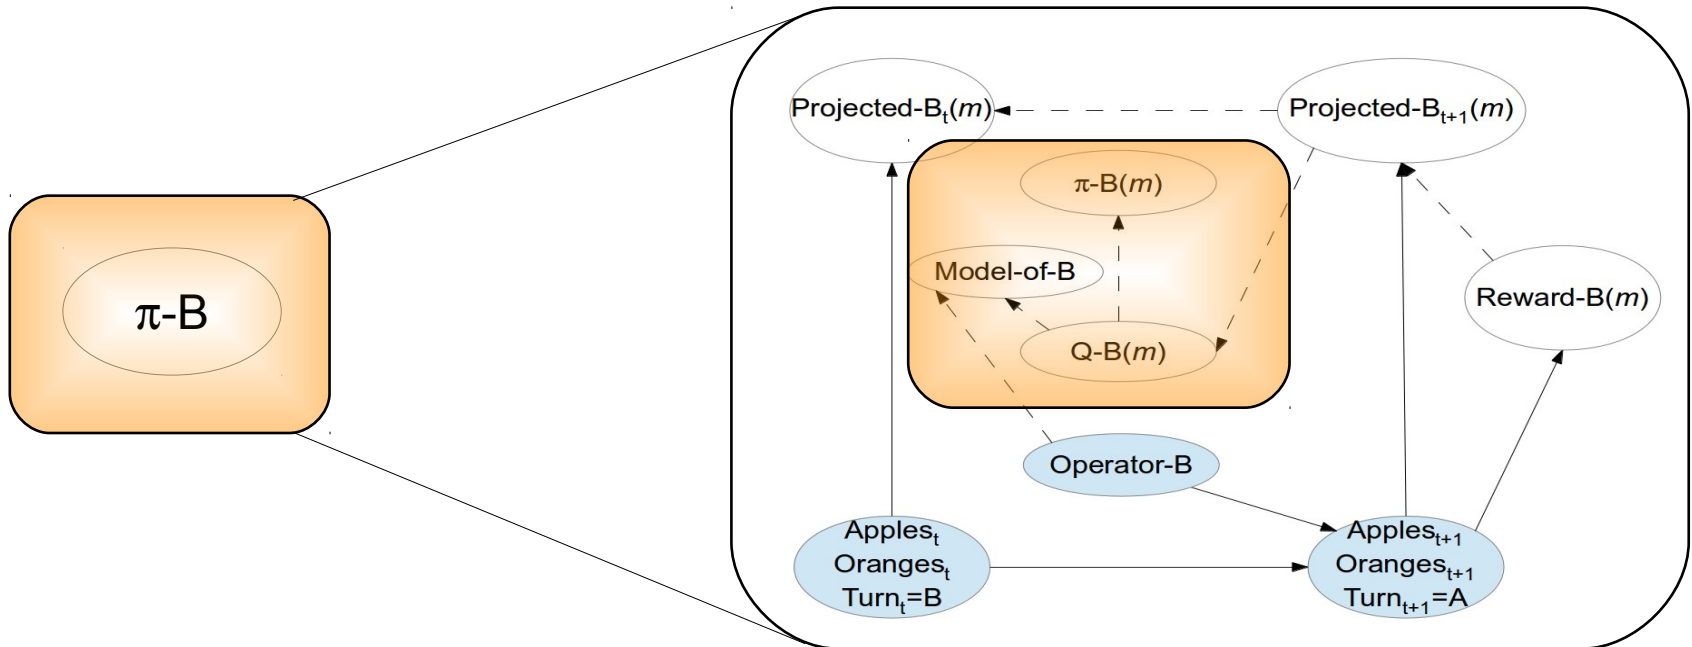 π-B
Projected-Bt(m)
Projected-Bt+1(m)
π-B(m)
Model-of-B
Reward-B(m)
Q-B(m)
Operator-B
Applest
Orangest
Turnt=B
Applest+1
Orangest+1
Turnt+1=A